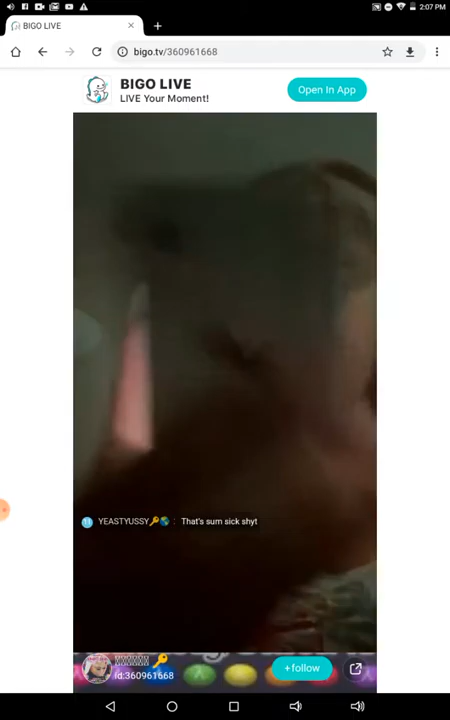 2:07 PM
BIGO LIVE
bigo.tv/360961668
BIGO LIVE
LIVE Your Moment!
Open In App
11 YEASTYUSSY🔑🌎 : That's sum sick shyt
id:360961668
+follow